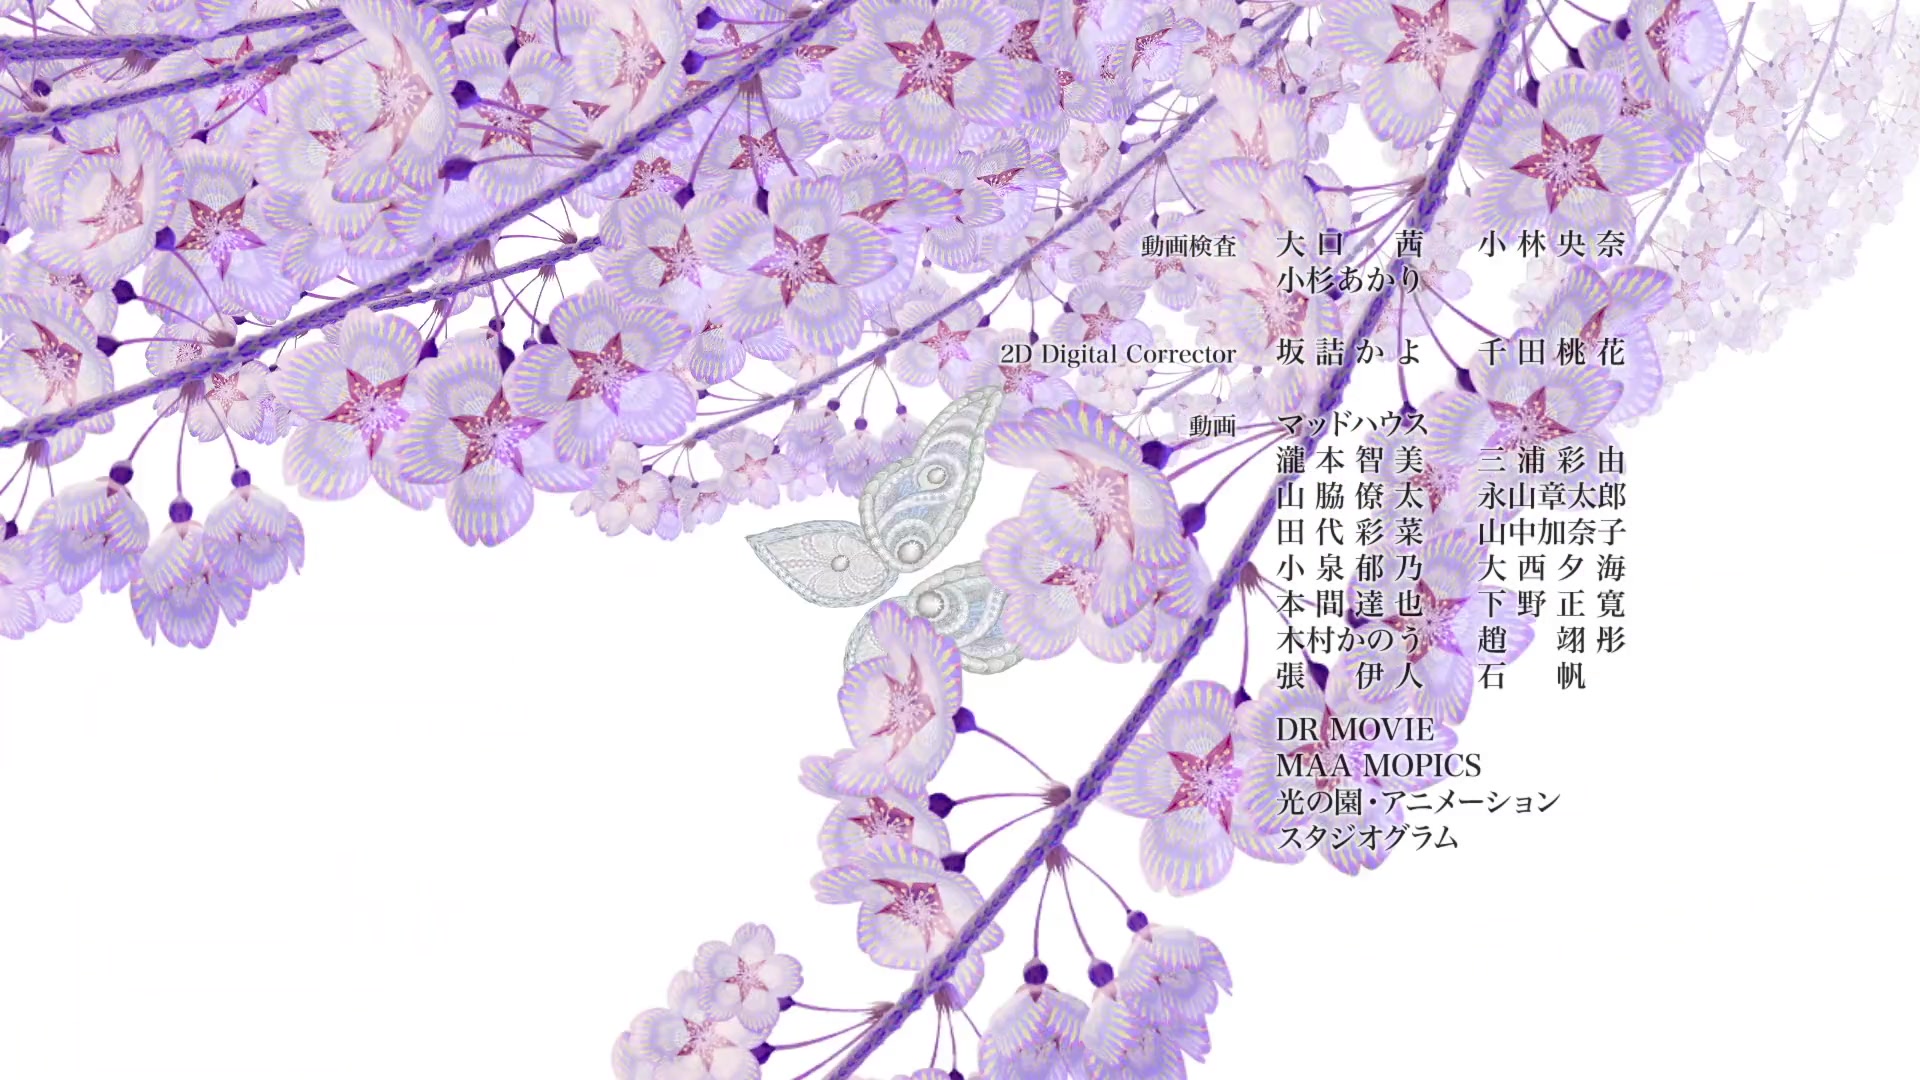 動画検査 大口 茜 小林央奈
小杉あかり
2D Digital Corrector 坂詰かよ 千田桃花
動画 マッドハウス
瀧本智美 三浦彩由
山脇僚太 永山章太郎
田代彩菜 山中加奈子
小泉郁乃 大西夕海
本間達也 下野正寛
木村かのう 趙 翊彤
張 伊人 石 帆
DR MOVIE
MAA MOPICS
光の園・アニメーション
スタジオグラム